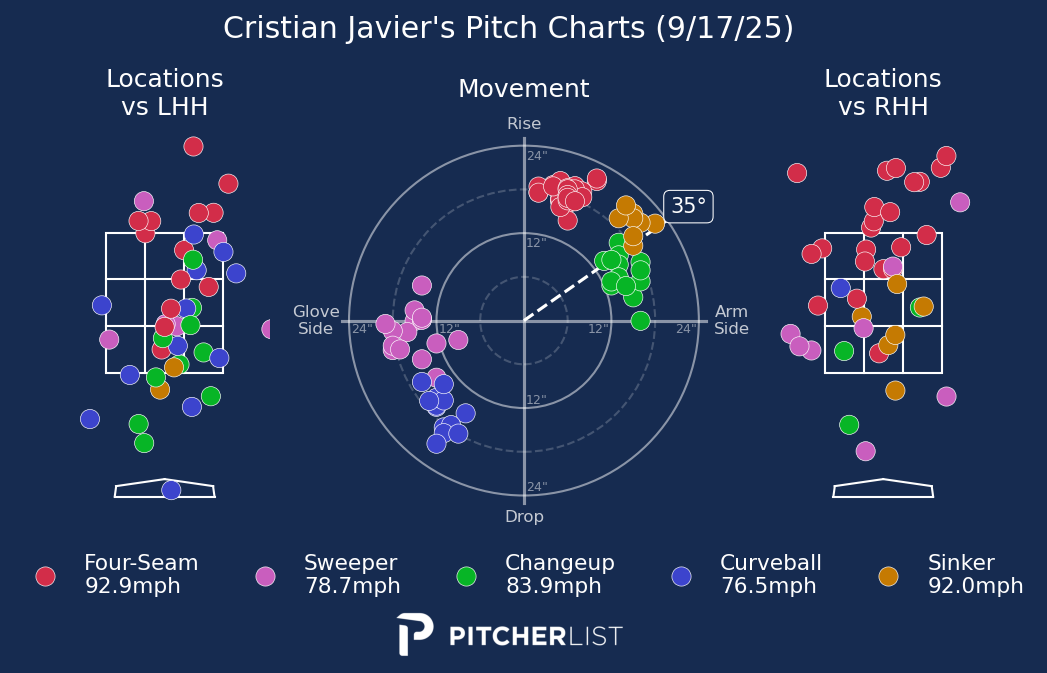 Cristian Javier's Pitch Charts (9/17/25)
Locations
vs LHH
Movement
Locations
vs RHH
Rise
24"
12"
35°
Glove
Side
24"
12"
12"
24"
Arm
Side
12"
24"
Drop
Four-Seam
92.9mph
Sweeper
78.7mph
Changeup
83.9mph
Curveball
76.5mph
Sinker
92.0mph
PITCHERLIST